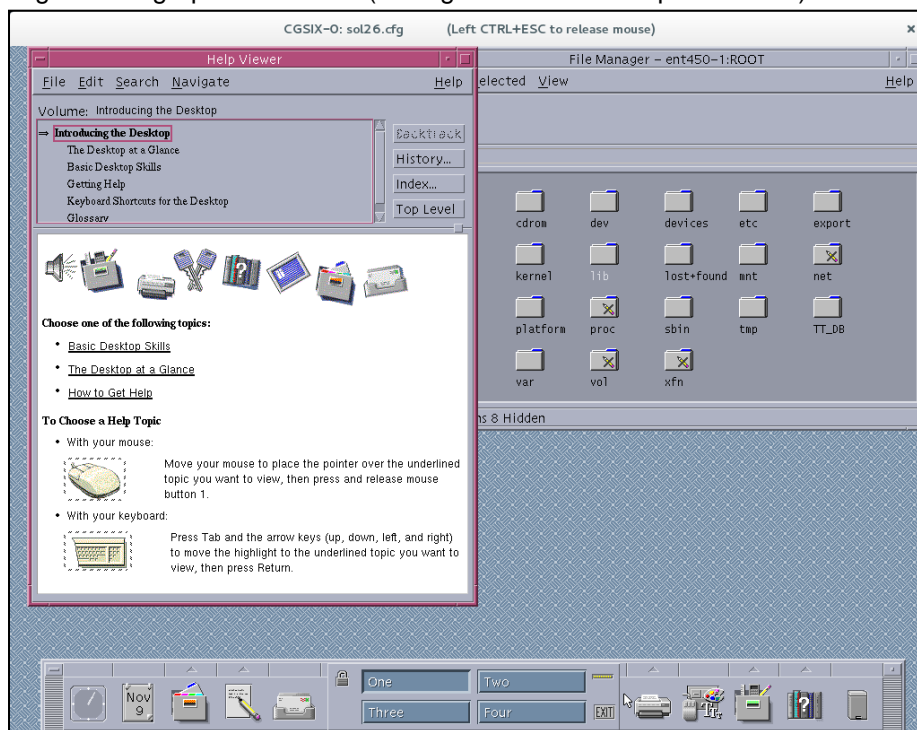 CGSIX-0: sol26.cfg (Left CTRL+ESC to release mouse)
Help Viewer
File Edit Search Navigate Help
Volume: Introducing the Desktop
⇒ Introducing the Desktop
The Desktop at a Glance
Basic Desktop Skills
Getting Help
Keyboard Shortcuts for the Desktop
Glossary
Backtrack
History...
Index...
Top Level
Choose one of the following topics:
• Basic Desktop Skills
• The Desktop at a Glance
• How to Get Help
To Choose a Help Topic
• With your mouse:
Move your mouse to place the pointer over the underlined
topic you want to view, then press and release mouse
button 1.
• With your keyboard:
Press Tab and the arrow keys (up, down, left, and right)
to move the highlight to the underlined topic you want to
view, then press Return.
File Manager - ent450-1:ROOT
elected View Help
cdrom dev devices etc export
kernel lib lost+found mnt net
platform proc sbin tmp TT_DB
var vol xfn
ns 8 Hidden
Nov
9
One Two
Three Four
EXIT